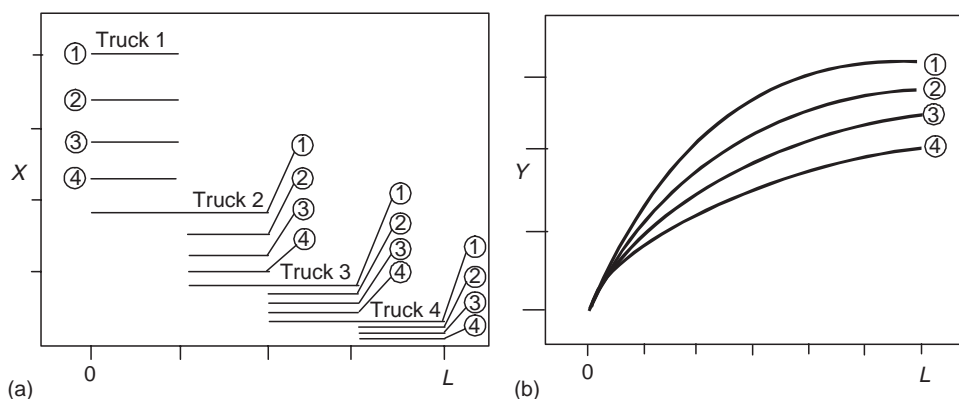 ① Truck 1
②
③
④
X
Truck 2
①
②
③
④
Truck 3
①
②
③
④
Truck 4
①
②
③
④
0
L
(a)
Y
①
②
③
④
0
L
(b)